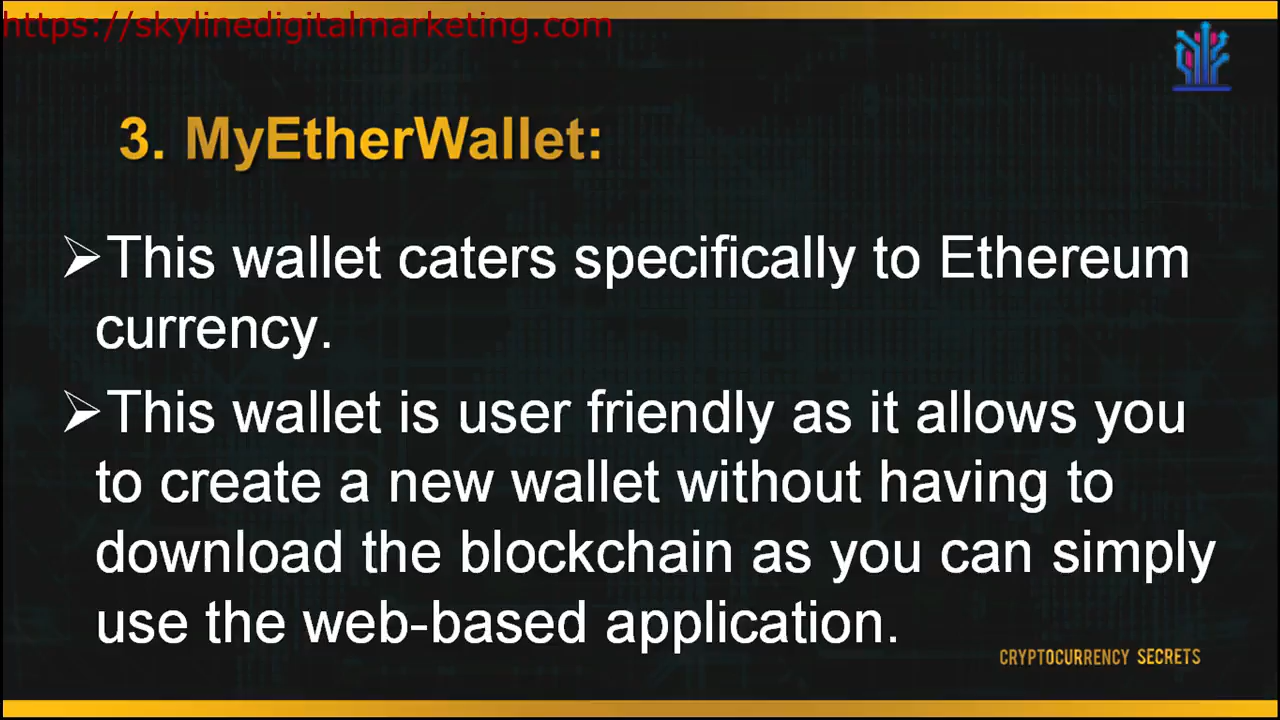 https://skylinedigitalmarketing.com
3. MyEtherWallet:
➢This wallet caters specifically to Ethereum
currency.
➢This wallet is user friendly as it allows you
to create a new wallet without having to
download the blockchain as you can simply
use the web-based application.
CRYPTOCURRENCY SECRETS